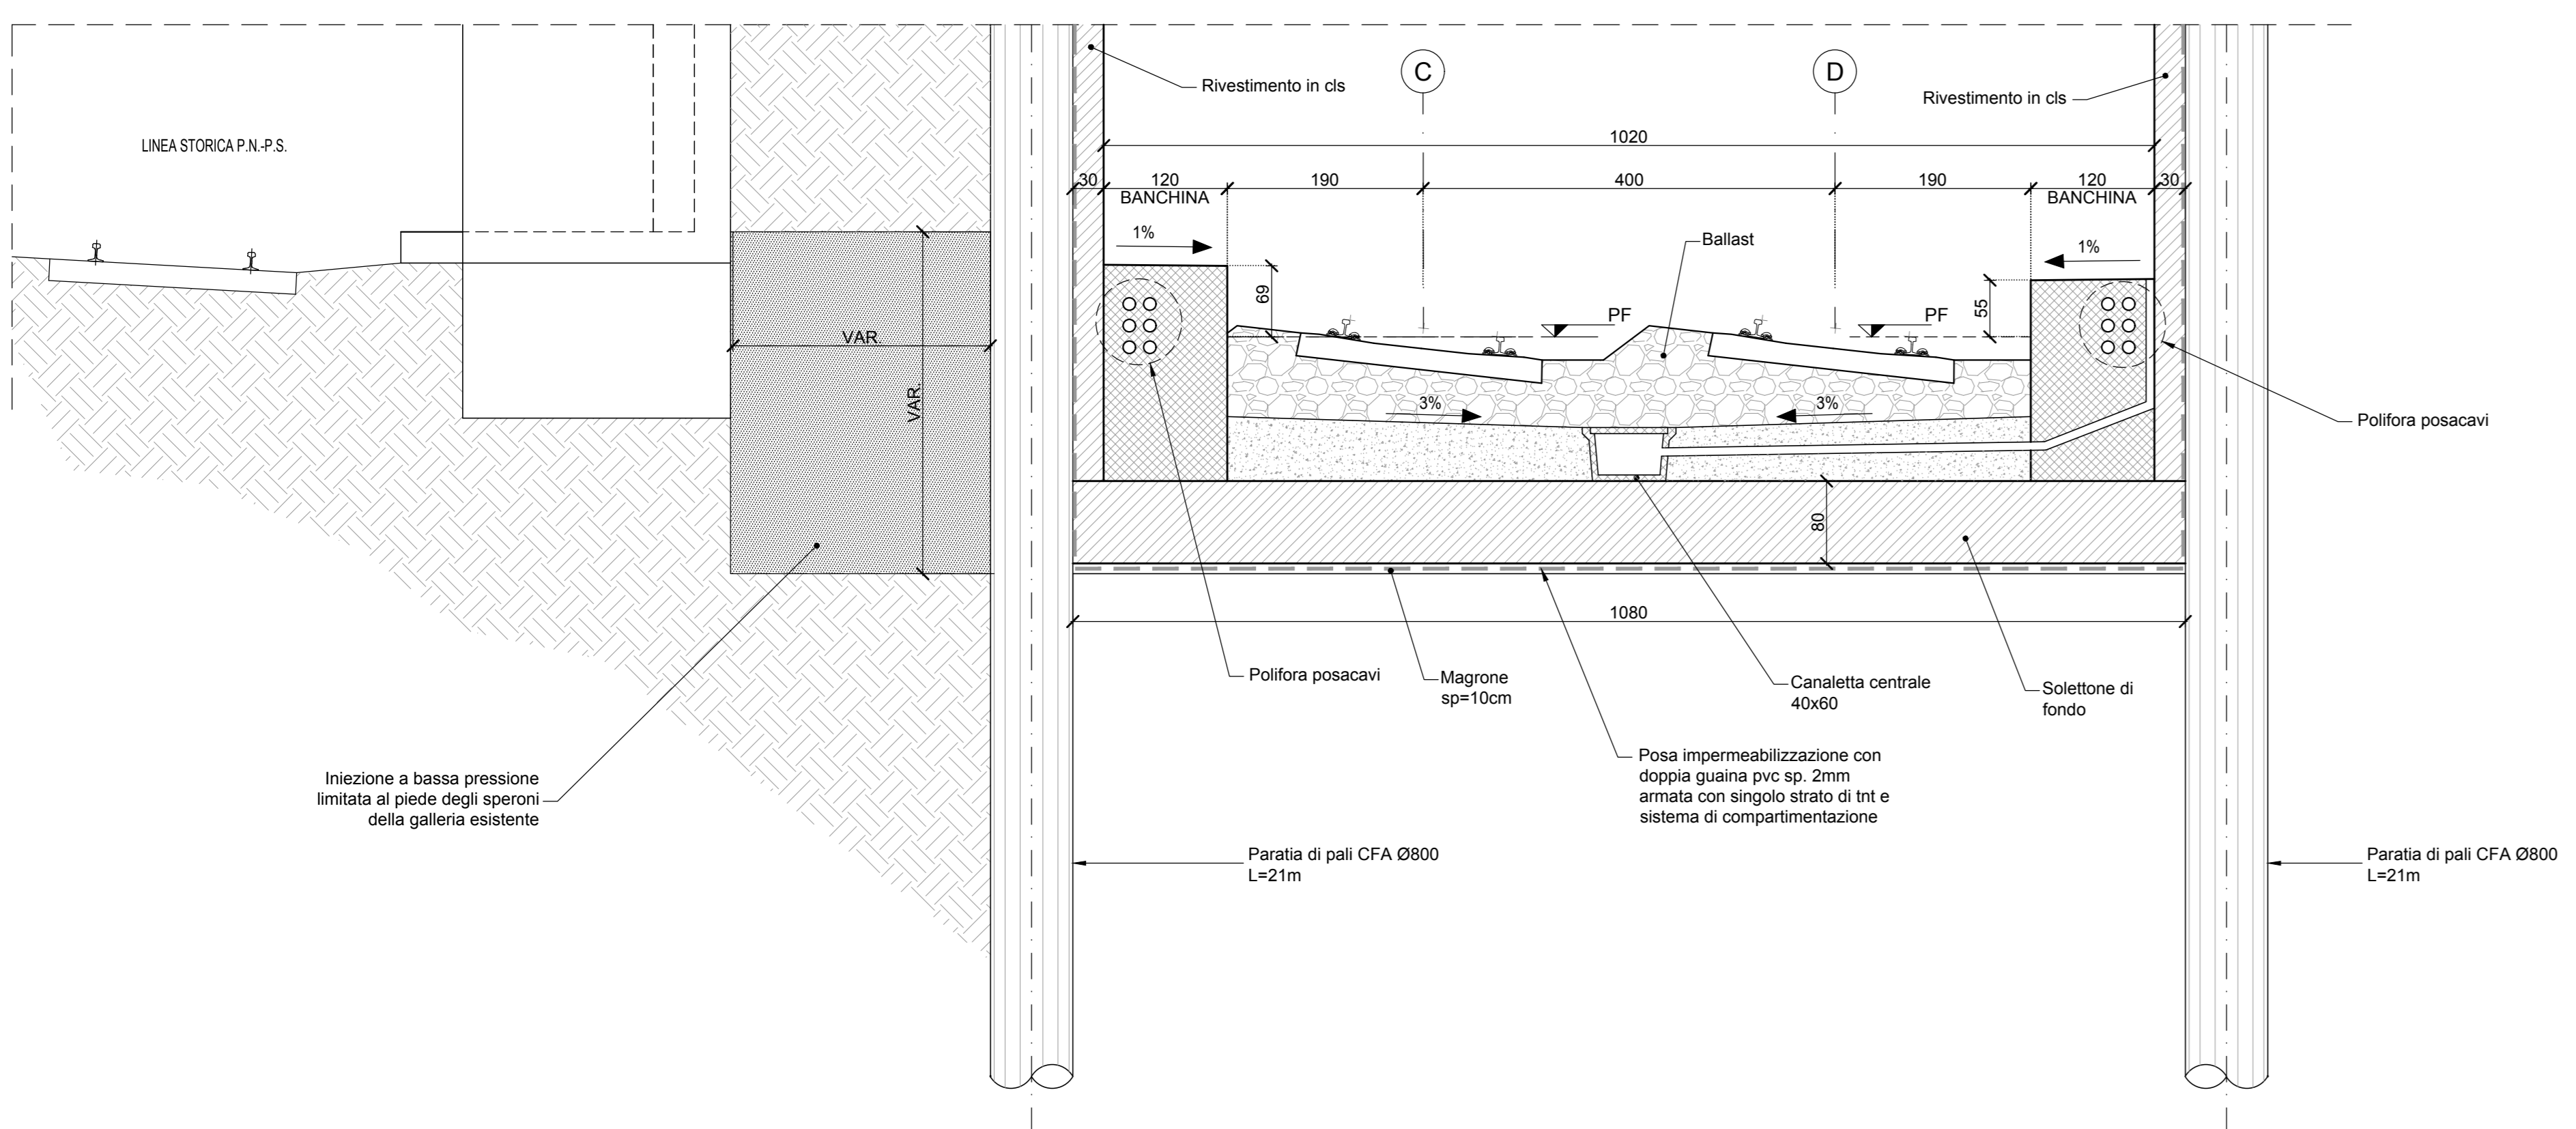 C
D
Rivestimento in cls
Rivestimento in cls
LINEA STORICA P.N.-P.S.
1020
30
120
190
400
190
120
30
BANCHINA
BANCHINA
1%
1%
Ballast
69
55
PF
PF
VAR.
VAR.
3%
3%
Polifora posacavi
80
1080
Polifora posacavi
Magrone
sp=10cm
Canaletta centrale
40x60
Solettone di
fondo
Posa impermeabilizzazione con
doppia guaina pvc sp. 2mm
armata con singolo strato di tnt e
sistema di compartimentazione
Iniezione a bassa pressione
limitata al piede degli speroni
della galleria esistente
Paratia di pali CFA Ø800
L=21m
Paratia di pali CFA Ø800
L=21m